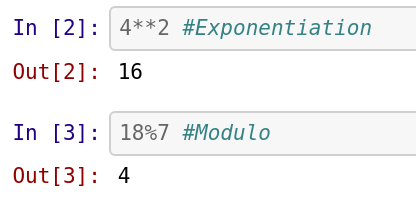 In [2]: 4**2 #Exponentiation
Out[2]: 16
In [3]: 18%7 #Modulo
Out[3]: 4